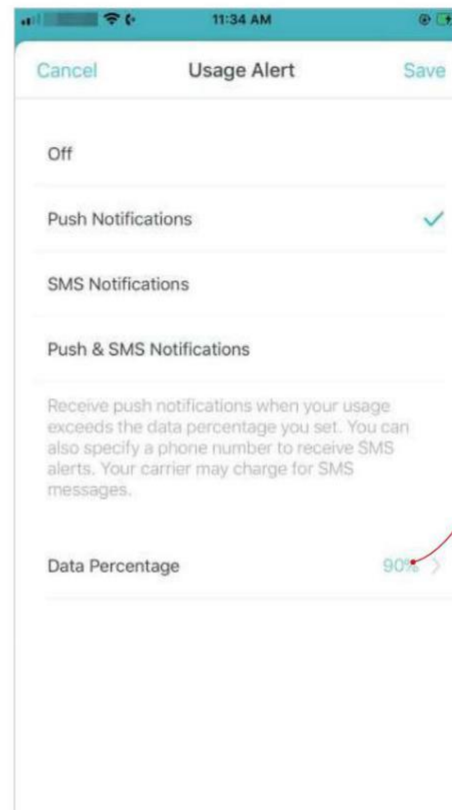 11:34 AM
Cancel Usage Alert Save
Off
Push Notifications
SMS Notifications
Push & SMS Notifications
Receive push notifications when your usage
exceeds the data percentage you set. You can
also specify a phone number to receive SMS
alerts. Your carrier may charge for SMS
messages.
Data Percentage 90%